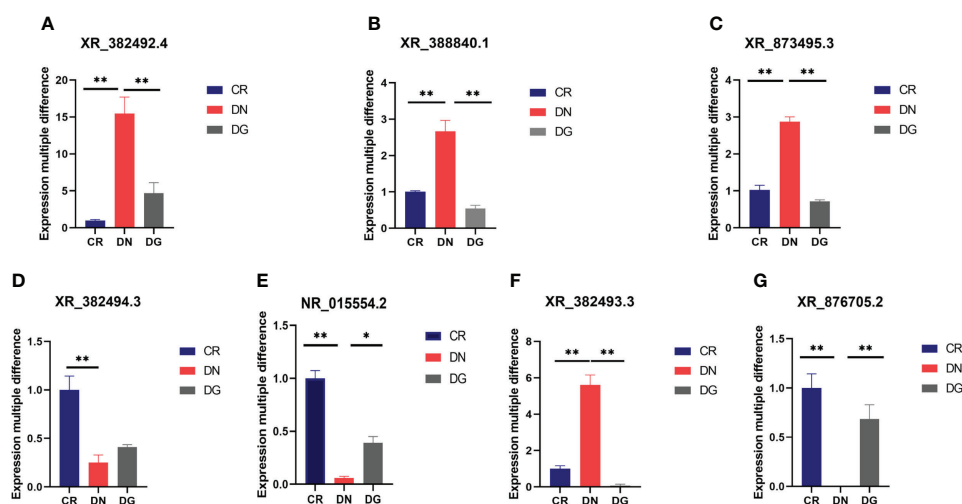 A
XR_382492.4
Expression multiple difference
20
15
10
5
0
** **
CR DN DG
CR
DN
DG
B
XR_388840.1
Expression multiple difference
4
3
2
1
0
** **
CR DN DG
CR
DN
DG
C
XR_873495.3
Expression multiple difference
4
3
2
1
0
** **
CR DN DG
CR
DN
DG
D
XR_382494.3
Expression multiple difference
1.5
1.0
0.5
0.0
**
CR DN DG
CR
DN
DG
E
NR_015554.2
Expression multiple difference
1.5
1.0
0.5
0.0
** *
CR DN DG
CR
DN
DG
F
XR_382493.3
Expression multiple difference
8
6
4
2
0
** **
CR DN DG
CR
DN
DG
G
XR_876705.2
Expression multiple difference
1.5
1.0
0.5
0.0
** **
CR DN DG
CR
DN
DG